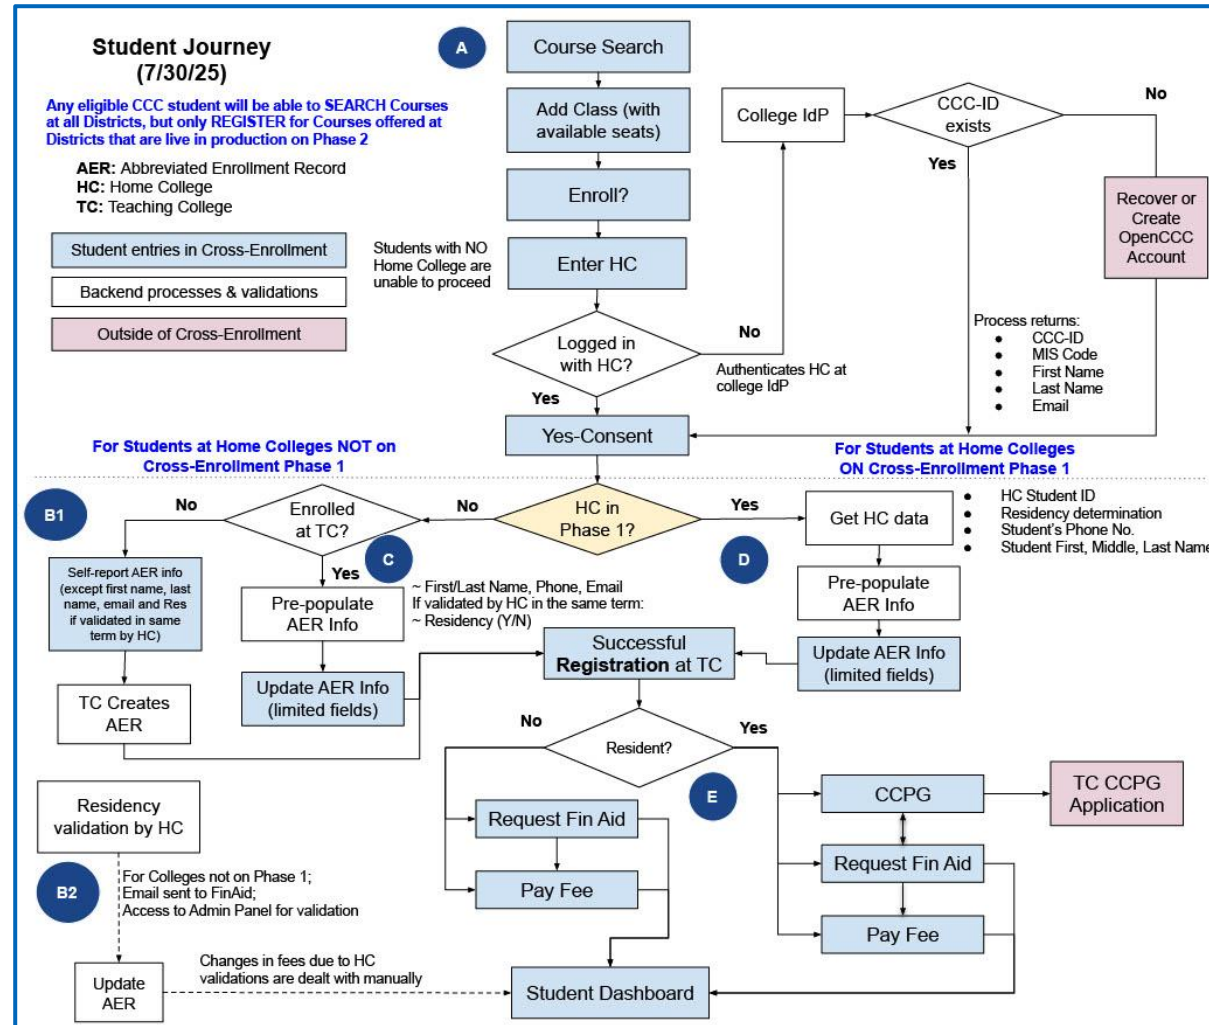 Student Journey
(7/30/25)
Any eligible CCC student will be able to SEARCH Courses
at all Districts, but only REGISTER for Courses offered at
Districts that are live in production on Phase 2
AER: Abbreviated Enrollment Record
HC: Home College
TC: Teaching College
Student entries in Cross-Enrollment
Backend processes & validations
Outside of Cross-Enrollment
A
Course Search
Add Class (with
available seats)
Enroll?
Students with NO
Home College are
unable to proceed
Enter HC
Logged in
with HC?
No
Authenticates HC at
college IdP
Yes
College IdP
CCC-ID
exists
No
Yes
Recover or
Create
OpenCCC
Account
Process returns:
● CCC-ID
● MIS Code
● First Name
● Last Name
● Email
Yes-Consent
For Students at Home Colleges NOT on
Cross-Enrollment Phase 1
For Students at Home Colleges
ON Cross-Enrollment Phase 1
HC in
Phase 1?
No
Yes
B1
No
Enrolled
at TC?
C
Yes
Self-report AER info
(except first name, last
name, email and Res
if validated in same
term by HC)
TC Creates
AER
Pre-populate
AER Info
~ First/Last Name, Phone, Email
If validated by HC in the same term:
~ Residency (Y/N)
Update AER Info
(limited fields)
D
Get HC data
● HC Student ID
● Residency determination
● Student's Phone No.
● Student First, Middle, Last Name
Pre-populate
AER Info
Update AER Info
(limited fields)
Successful
Registration at TC
Resident?
No
Yes
E
Request Fin Aid
Pay Fee
CCPG
TC CCPG
Application
Request Fin Aid
Pay Fee
Residency
validation by HC
B2
For Colleges not on Phase 1;
Email sent to FinAid;
Access to Admin Panel for validation
Update
AER
Changes in fees due to HC
validations are dealt with manually
Student Dashboard